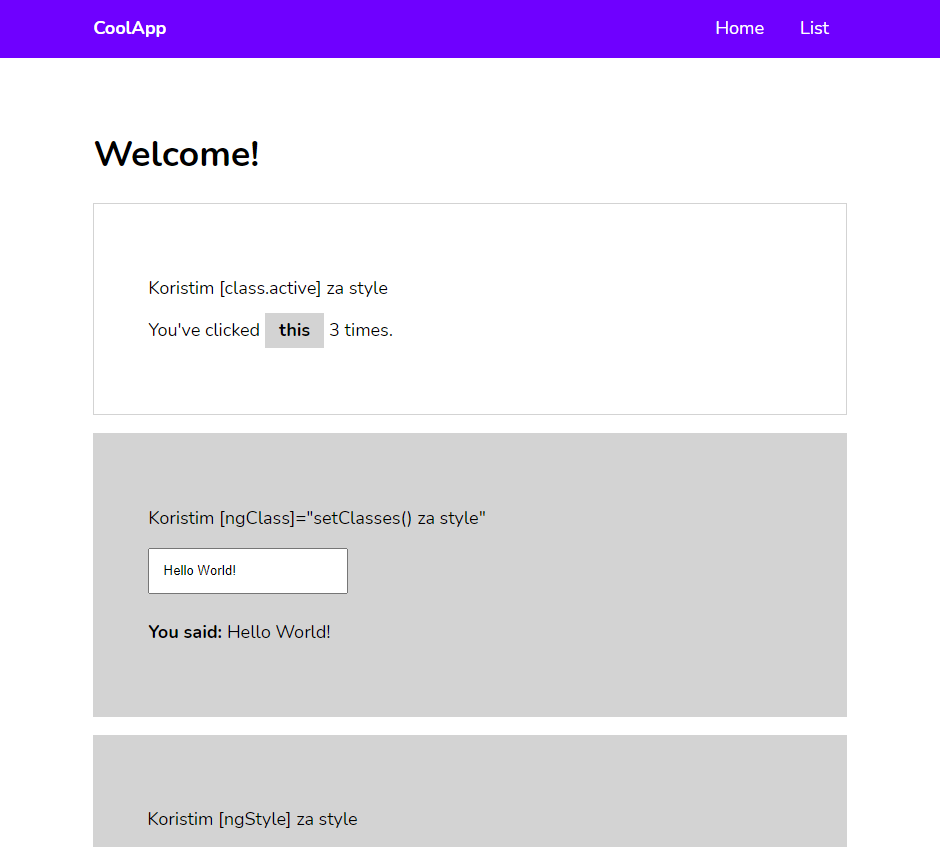 CoolApp Home List
Welcome!
Koristim [class.active] za style
You've clicked this 3 times.
Koristim [ngClass]="setClasses() za style"
Hello World!
You said: Hello World!
Koristim [ngStyle] za style